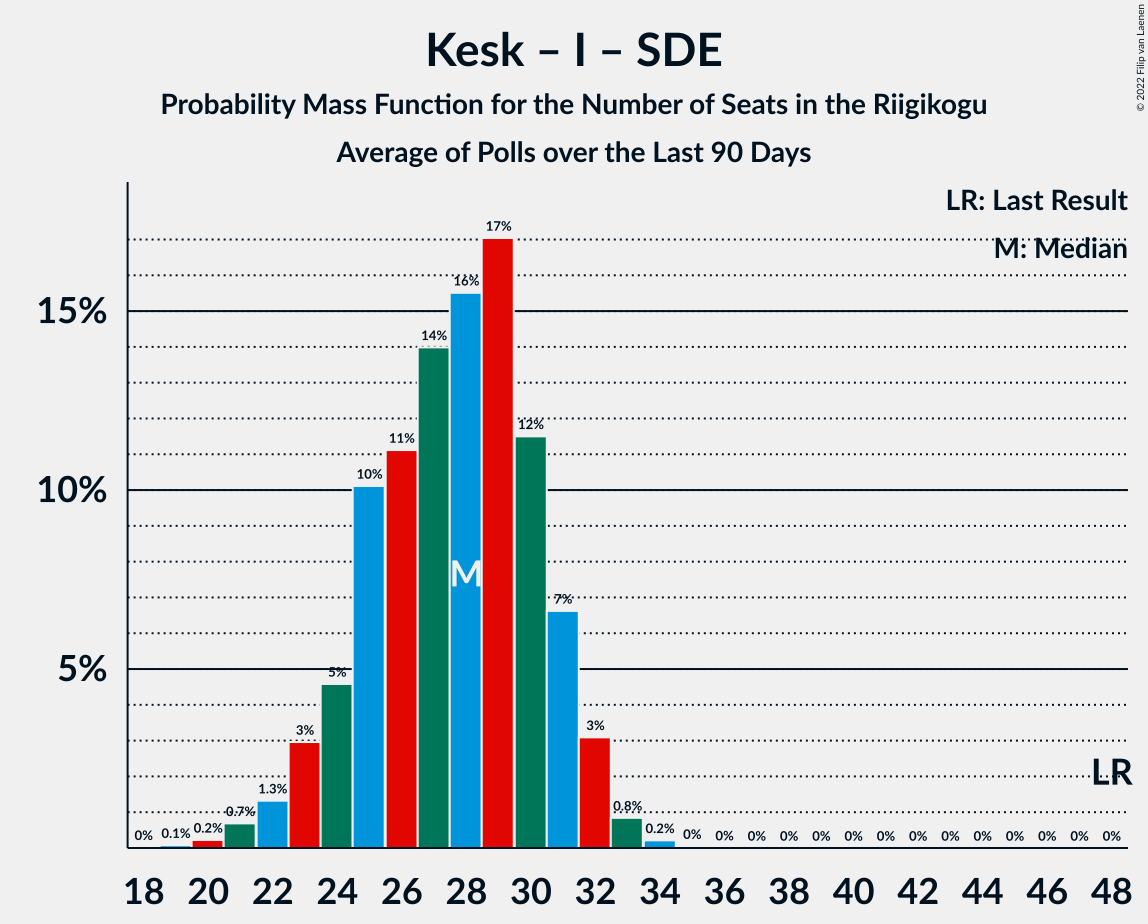 Kesk – I – SDE
Probability Mass Function for the Number of Seats in the Riigikogu
Average of Polls over the Last 90 Days
© 2022 Filip van Laenen
LR: Last Result
M: Median
15%
10%
5%
0% 0.1% 0.2% 0.7% 1.3% 3% 5% 10% 11% 14% 16% 17% 12% 7% 3% 0.8% 0.2% 0% 0% 0% 0% 0% 0% 0% 0% 0% 0% 0% 0% 0% 0%
M
LR
18 20 22 24 26 28 30 32 34 36 38 40 42 44 46 48